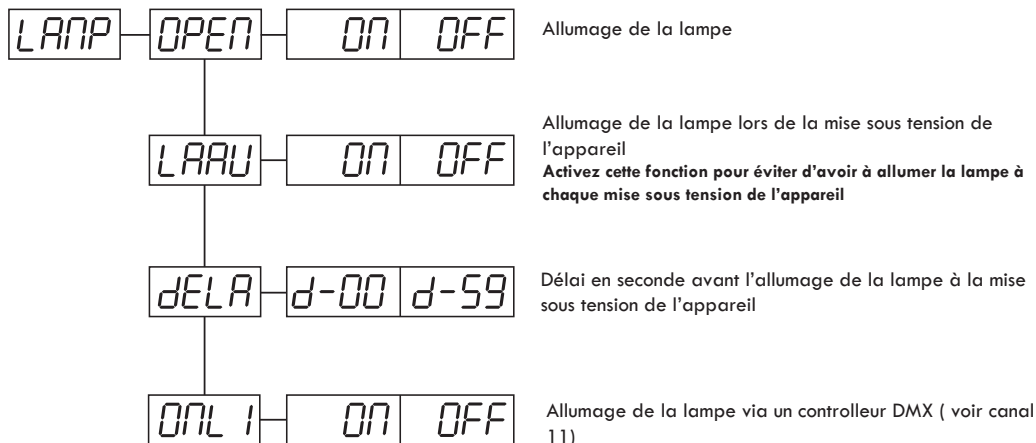 LAMP OPEN ON OFF Allumage de la lampe
Allumage de la lampe lors de la mise sous tension de
l'appareil
LAAU ON OFF Activez cette fonction pour éviter d'avoir à allumer la lampe à
chaque mise sous tension de l'appareil
dELA d-00 d-59 Délai en seconde avant l'allumage de la lampe à la mise
sous tension de l'appareil
ONLI ON OFF Allumage de la lampe via un controlleur DMX ( voir canal
11)